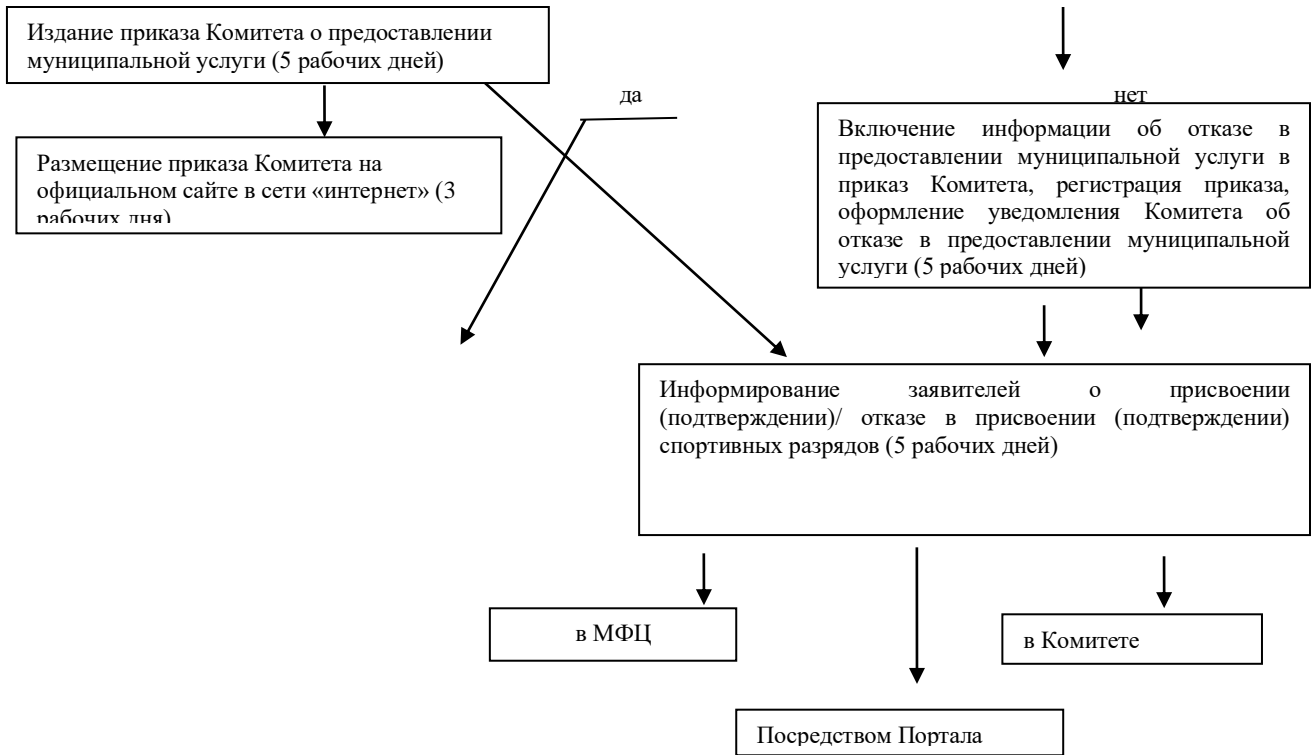 Издание приказа Комитета о предоставлении
муниципальной услуги (5 рабочих дней)
да
нет
Размещение приказа Комитета на
официальном сайте в сети «интернет» (3
рабочих дня)
Включение информации об отказе в
предоставлении муниципальной услуги в
приказ Комитета, регистрация приказа,
оформление уведомления Комитета об
отказе в предоставлении муниципальной
услуги (5 рабочих дней)
Информирование заявителей о присвоении
(подтверждении)/ отказе в присвоении (подтверждении)
спортивных разрядов (5 рабочих дней)
в МФЦ
в Комитете
Посредством Портала